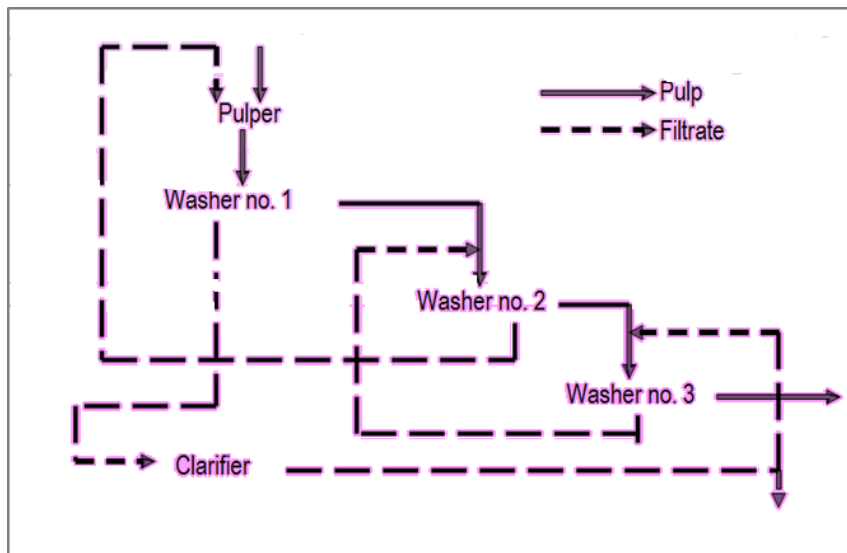 Pulp
Pulper
Filtrate
Washer no. 1
Washer no. 2
Washer no. 3
Clarifier